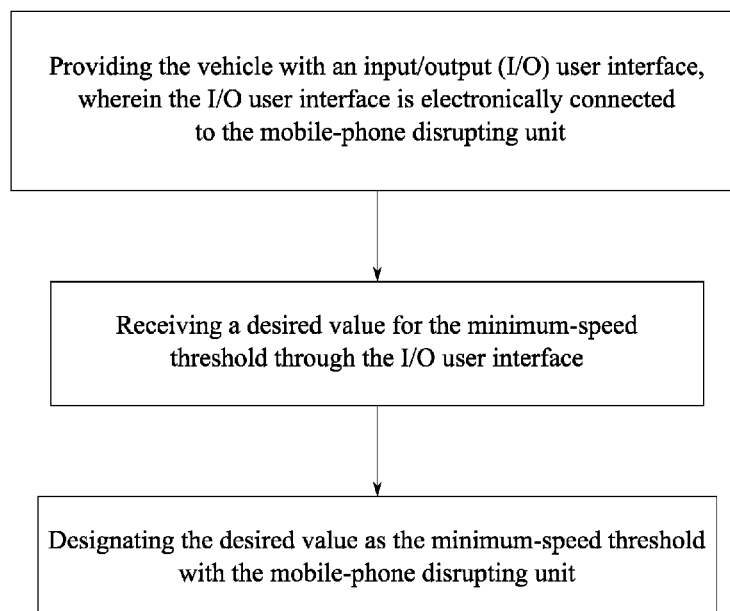 Providing the vehicle with an input/output (I/O) user interface,
wherein the I/O user interface is electronically connected
to the mobile-phone disrupting unit
Receiving a desired value for the minimum-speed
threshold through the I/O user interface
Designating the desired value as the minimum-speed threshold
with the mobile-phone disrupting unit